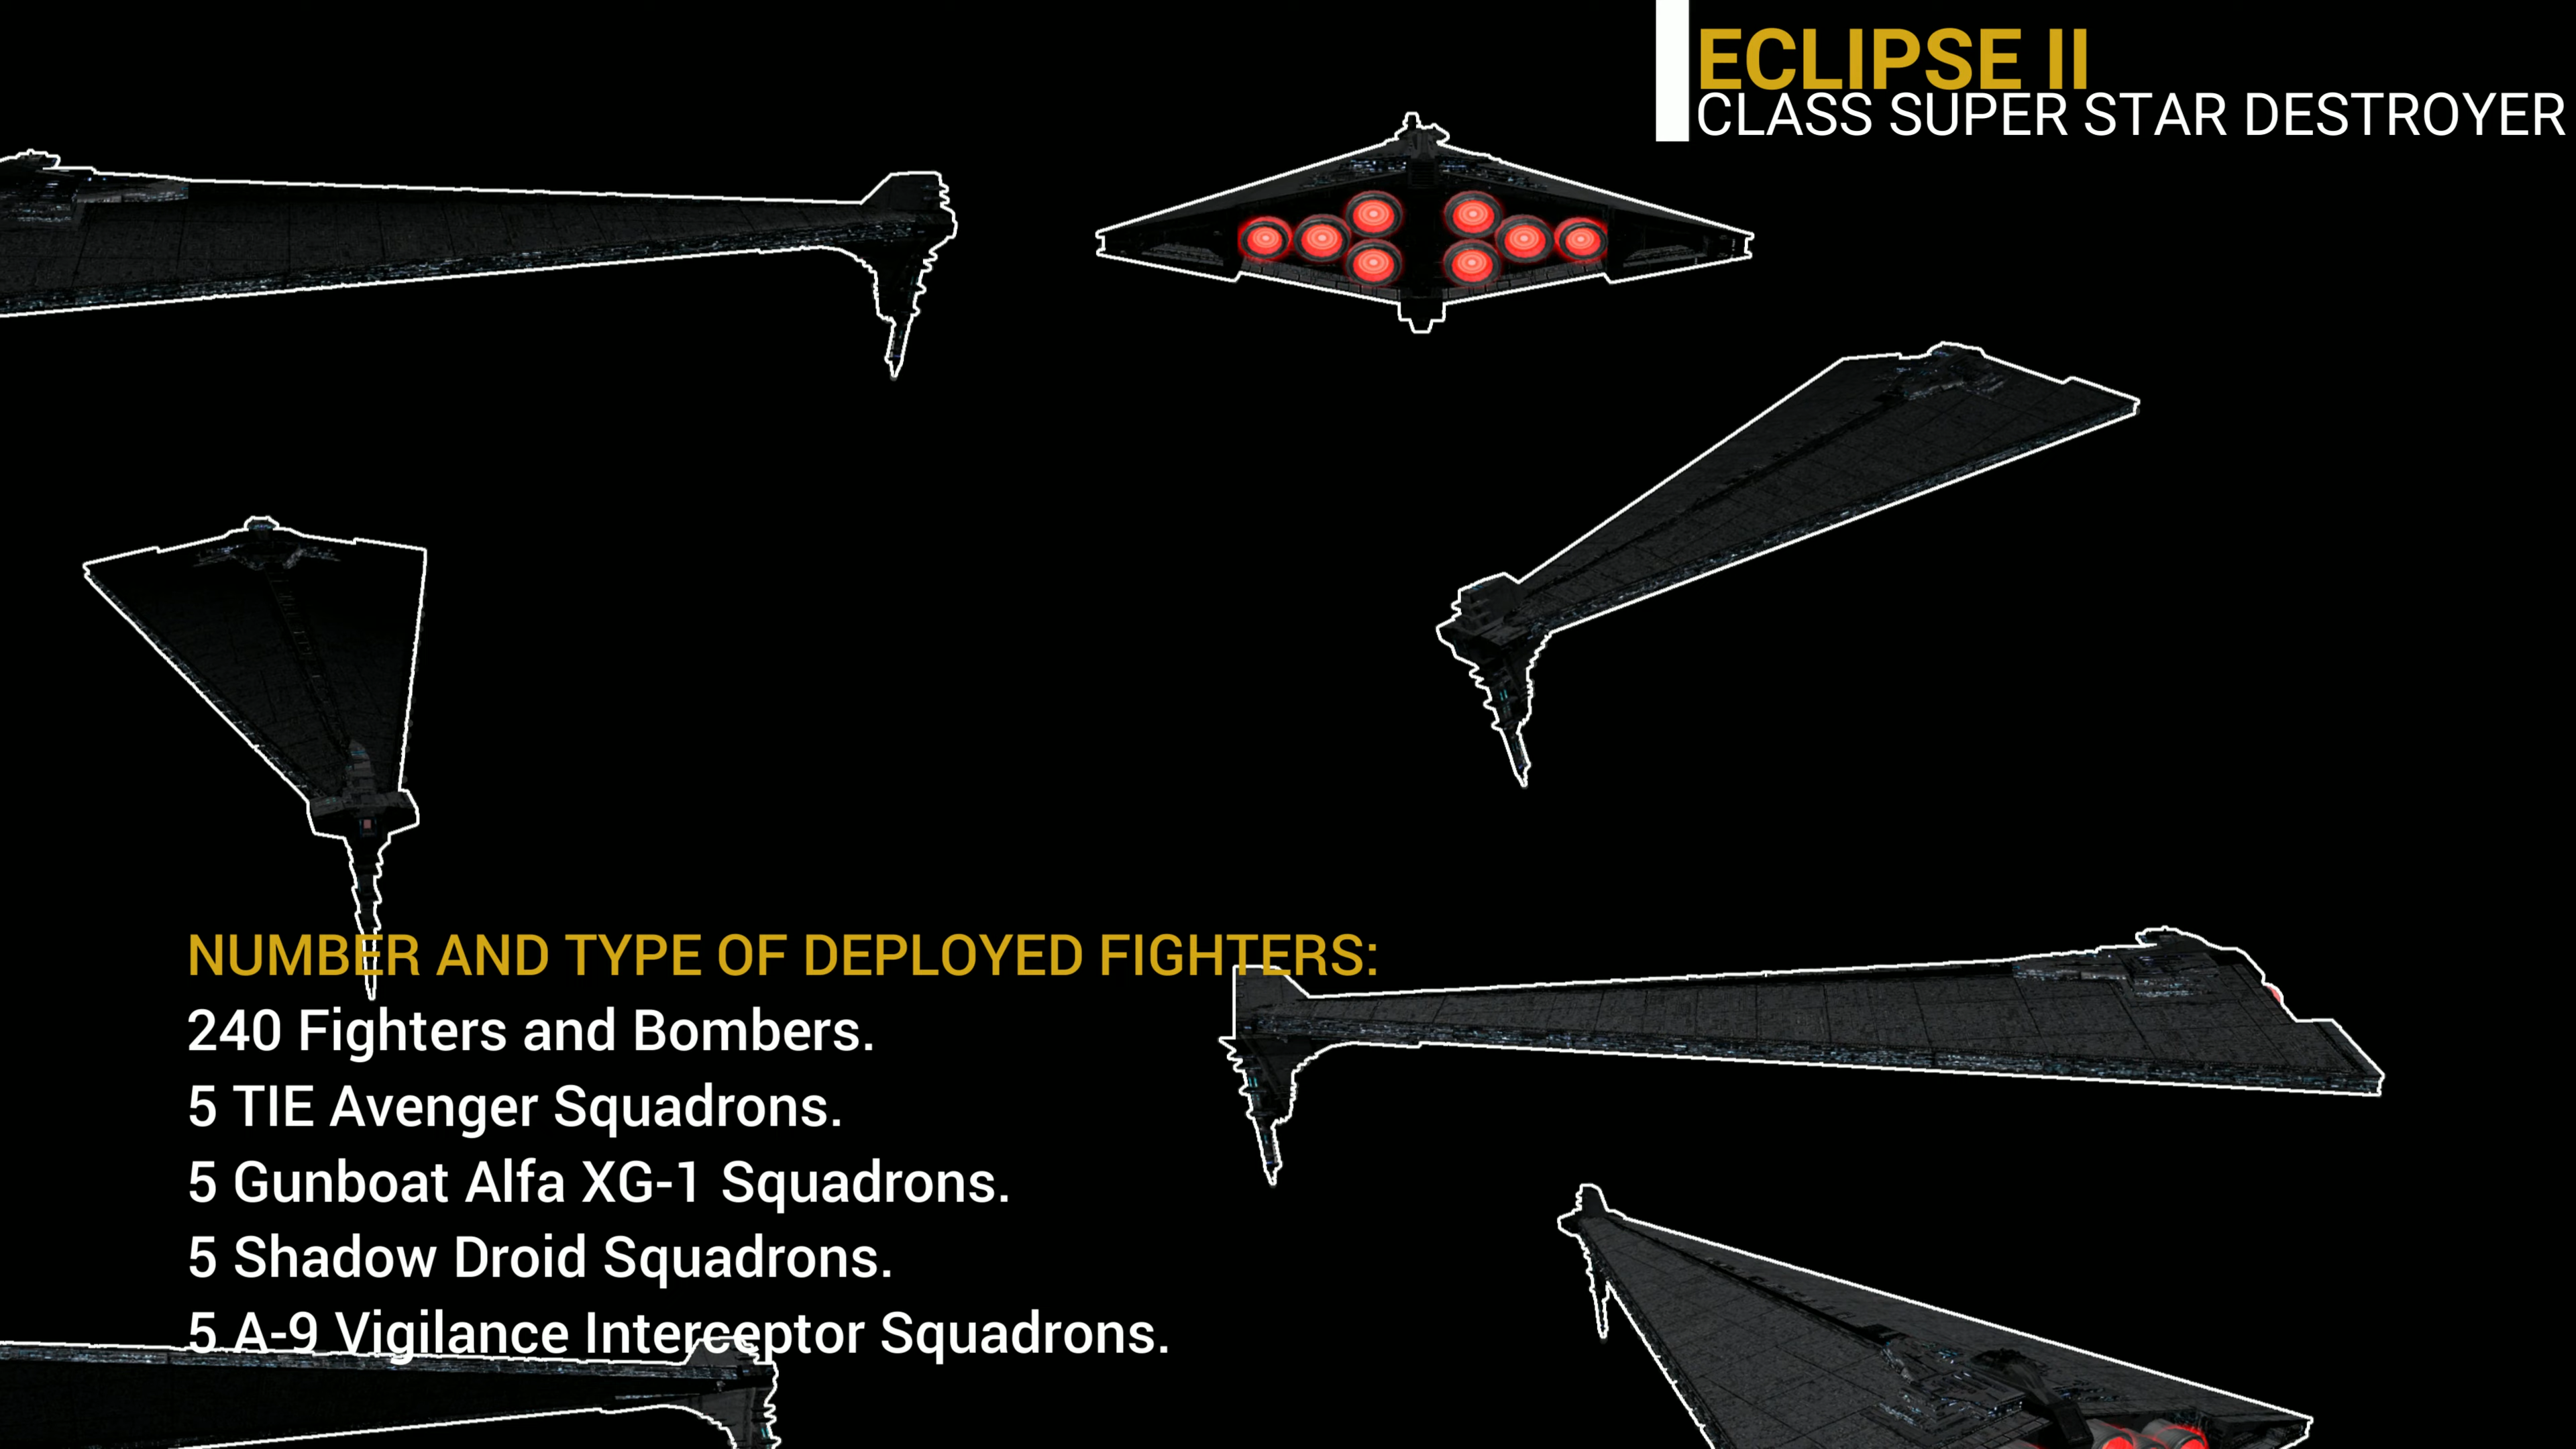 ECLIPSE II
CLASS SUPER STAR DESTROYER
NUMBER AND TYPE OF DEPLOYED FIGHTERS:
240 Fighters and Bombers.
5 TIE Avenger Squadrons.
5 Gunboat Alfa XG-1 Squadrons.
5 Shadow Droid Squadrons.
5 A-9 Vigilance Interceptor Squadrons.